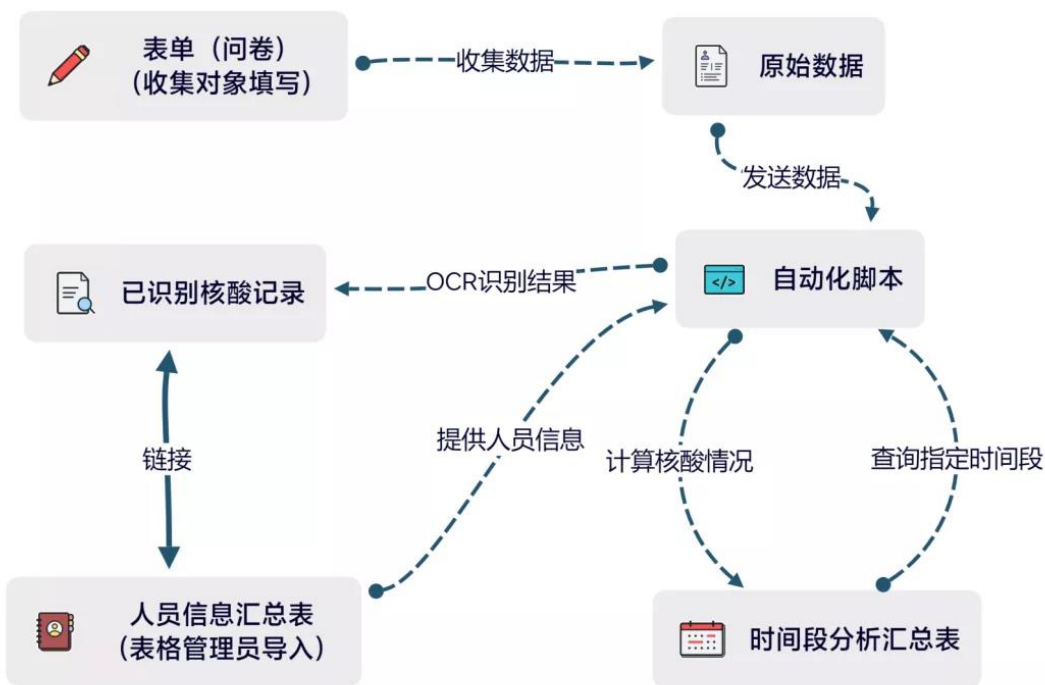 表单（问卷）
（收集对象填写）
收集数据
原始数据
发送数据
已识别核酸记录
OCR识别结果
</>
自动化脚本
链接
提供人员信息
计算核酸情况
查询指定时间段
人员信息汇总表
（表格管理员导入）
时间段分析汇总表